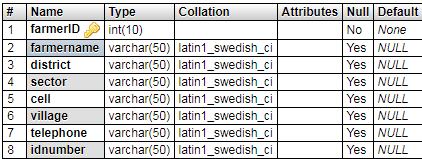 # Name Type Collation Attributes Null Default
1 farmerID int(10) No None
2 farmername varchar(50) latin1_swedish_ci Yes NULL
3 district varchar(50) latin1_swedish_ci Yes NULL
4 sector varchar(50) latin1_swedish_ci Yes NULL
5 cell varchar(50) latin1_swedish_ci Yes NULL
6 village varchar(50) latin1_swedish_ci Yes NULL
7 telephone varchar(50) latin1_swedish_ci Yes NULL
8 idnumber varchar(50) latin1_swedish_ci Yes NULL